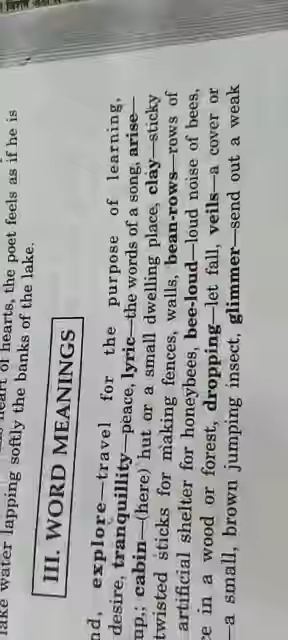 heart of hearts, the poet feels as if he is
lake water lapping softly the banks of the lake.
III. WORD MEANINGS
nd, explore—travel for the purpose of learning,
desire, tranquillity—peace, lyric—the words of a song, arise—
up,; cabin—(here) hut or a small dwelling place, clay—sticky
twisted sticks for making fences, walls, bean-rows—rows of
artificial shelter for honeybees, bee-loud—loud noise of bees,
e in a wood or forest, dropping—let fall, veils—a cover or
—a small, brown jumping insect, glimmer—send out a weak